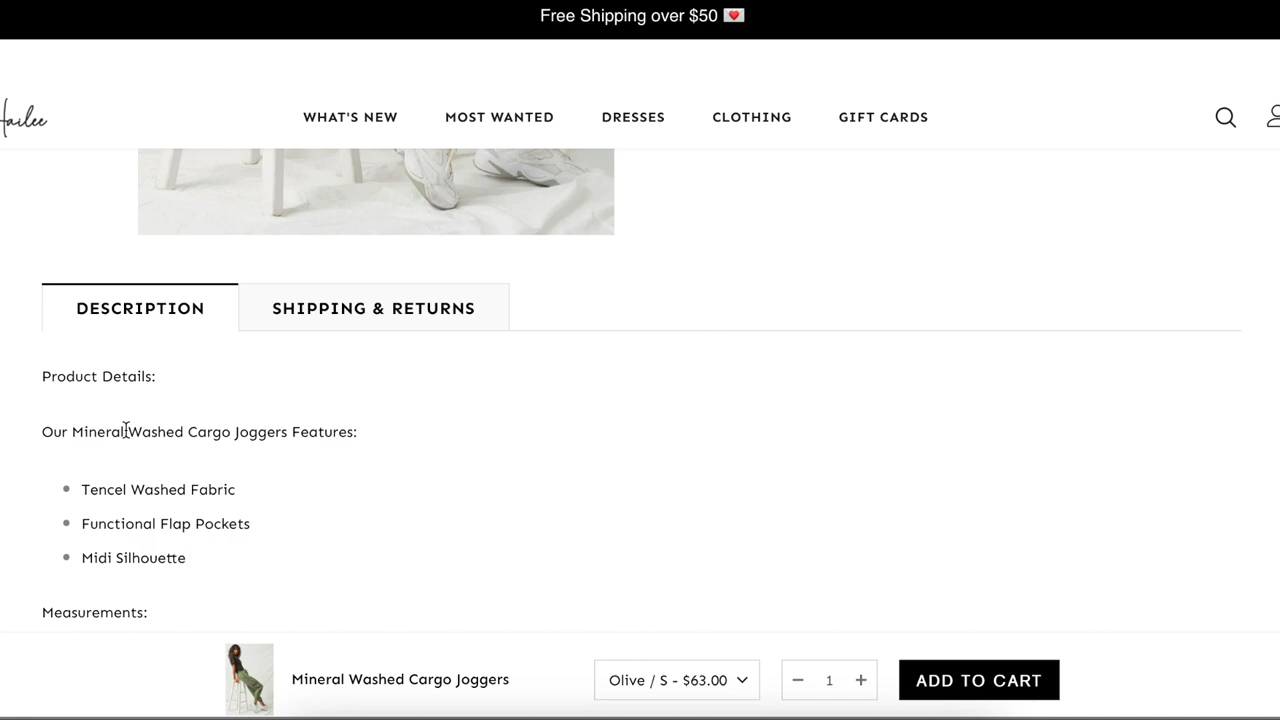 Free Shipping over $50 💌
Hailee
WHAT'S NEW MOST WANTED DRESSES CLOTHING GIFT CARDS
DESCRIPTION SHIPPING & RETURNS
Product Details:
Our Mineral Washed Cargo Joggers Features:
Tencel Washed Fabric
Functional Flap Pockets
Midi Silhouette
Measurements:
Mineral Washed Cargo Joggers
Olive / S - $63.00
− 1 +
ADD TO CART